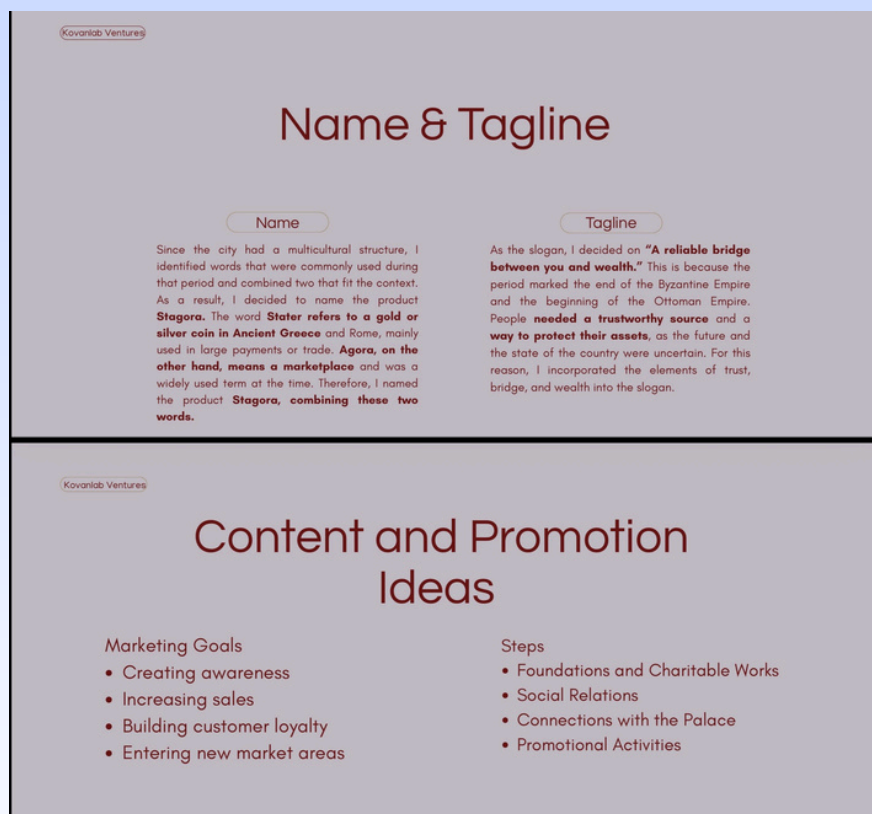 Kovanlab Ventures
Name & Tagline
Name
Since the city had a multicultural structure, I
identified words that were commonly used during
that period and combined two that fit the context.
As a result, I decided to name the product
Stagora. The word Stater refers to a gold or
silver coin in Ancient Greece and Rome, mainly
used in large payments or trade. Agora, on the
other hand, means a marketplace and was a
widely used term at the time. Therefore, I named
the product Stagora, combining these two
words.
Tagline
As the slogan, I decided on “A reliable bridge
between you and wealth.” This is because the
period marked the end of the Byzantine Empire
and the beginning of the Ottoman Empire.
People needed a trustworthy source and a
way to protect their assets, as the future and
the state of the country were uncertain. For this
reason, I incorporated the elements of trust,
bridge, and wealth into the slogan.
Kovanlab Ventures
Content and Promotion
Ideas
Marketing Goals
• Creating awareness
• Increasing sales
• Building customer loyalty
• Entering new market areas
Steps
• Foundations and Charitable Works
• Social Relations
• Connections with the Palace
• Promotional Activities